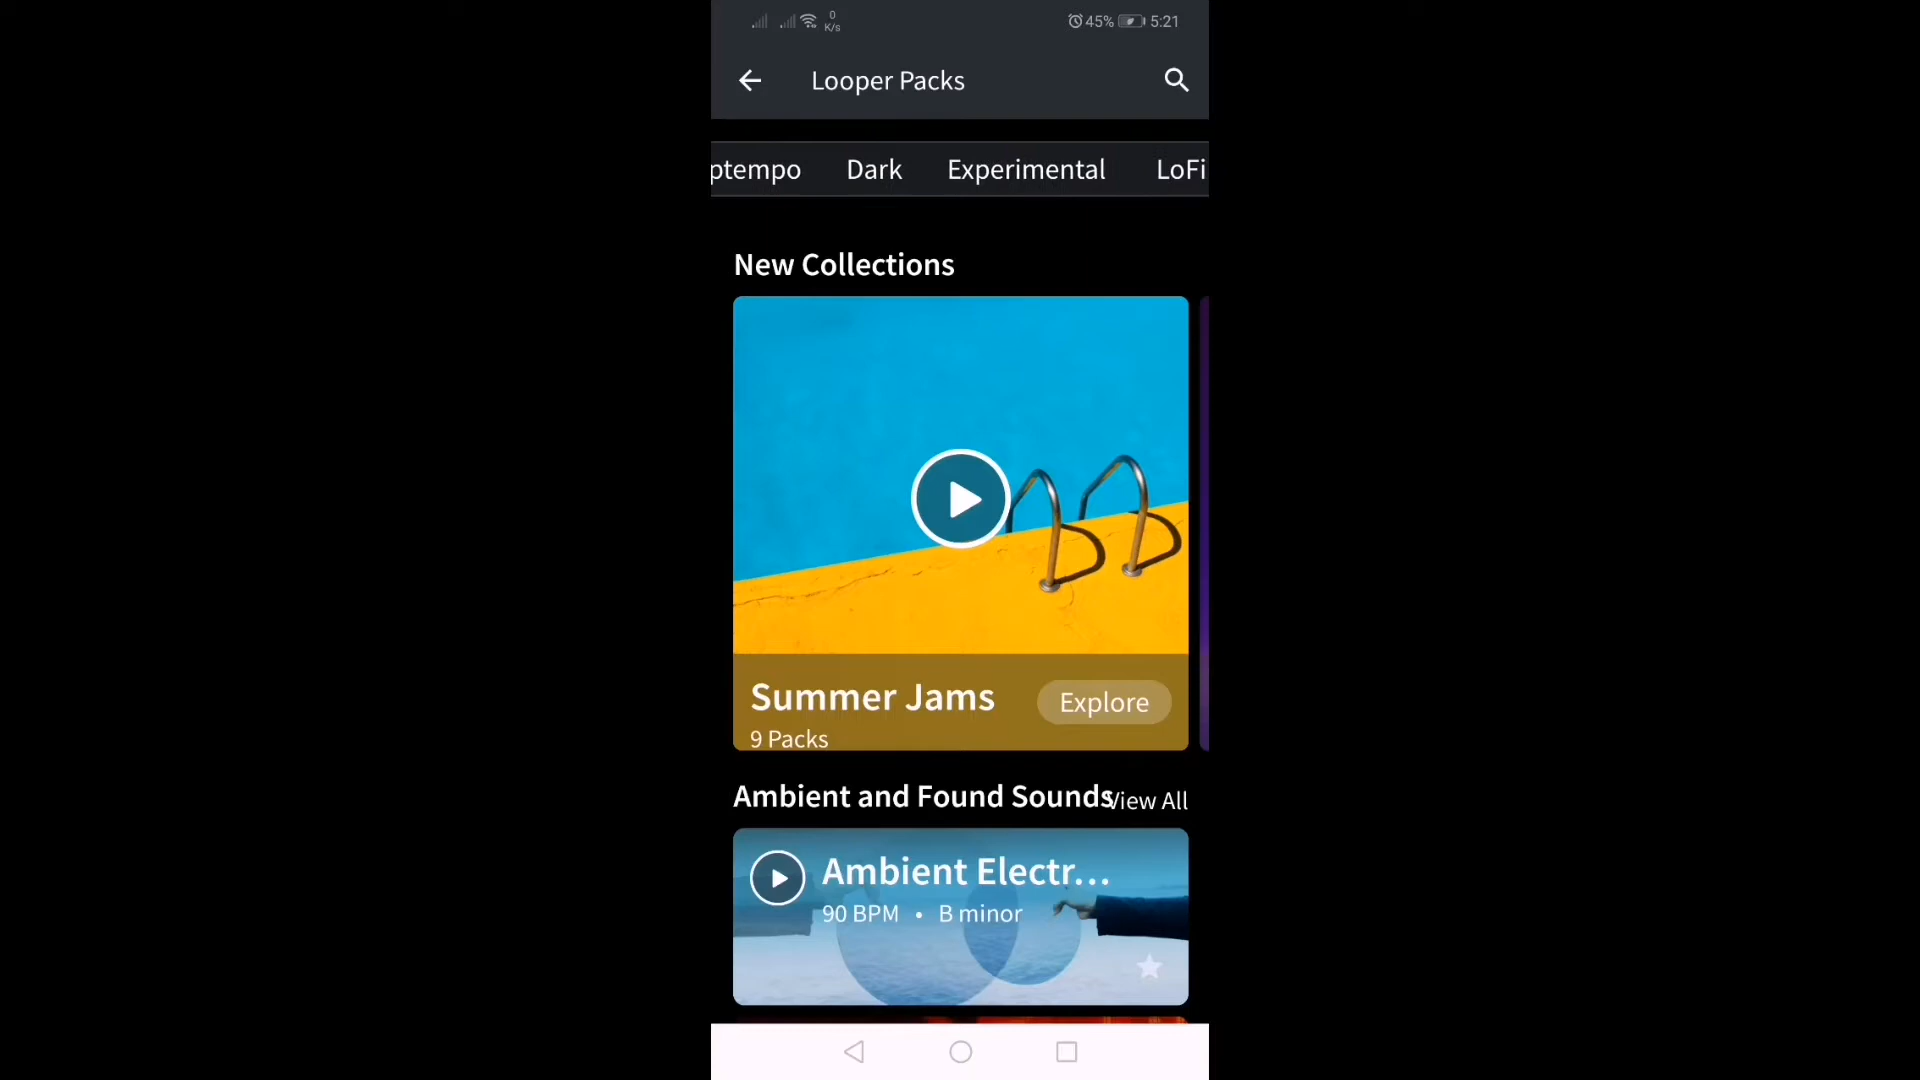 0
K/s
45%
5:21
Looper Packs
ptempo Dark Experimental LoFi
New Collections
Summer Jams
Explore
9 Packs
Ambient and Found Sounds
View All
Ambient Electr...
90 BPM • B minor